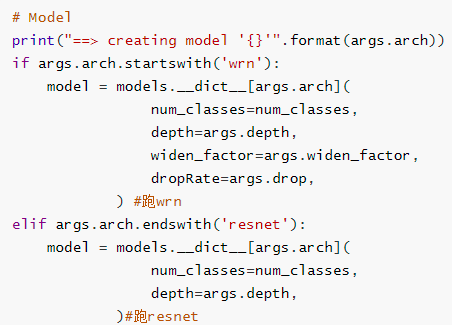 # Model
print("==> creating model '{}'".format(args.arch))
if args.arch.startswith('wrn'):
    model = models.__dict__[args.arch](
                num_classes=num_classes,
                depth=args.depth,
                widen_factor=args.widen_factor,
                dropRate=args.drop,
            ) #跑wrn
elif args.arch.endswith('resnet'):
    model = models.__dict__[args.arch](
                num_classes=num_classes,
                depth=args.depth,
            )#跑resnet